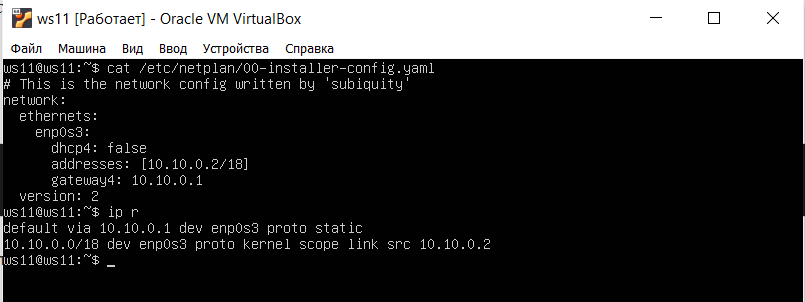 ws11 [Работает] - Oracle VM VirtualBox
Файл Машина Вид Ввод Устройства Справка
ws11@ws11:~$ cat /etc/netplan/00-installer-config.yaml
# This is the network config written by 'subiquity'
network:
  ethernets:
    enp0s3:
      dhcp4: false
      addresses: [10.10.0.2/18]
      gateway4: 10.10.0.1
  version: 2
ws11@ws11:~$ ip r
default via 10.10.0.1 dev enp0s3 proto static
10.10.0.0/18 dev enp0s3 proto kernel scope link src 10.10.0.2
ws11@ws11:~$ _